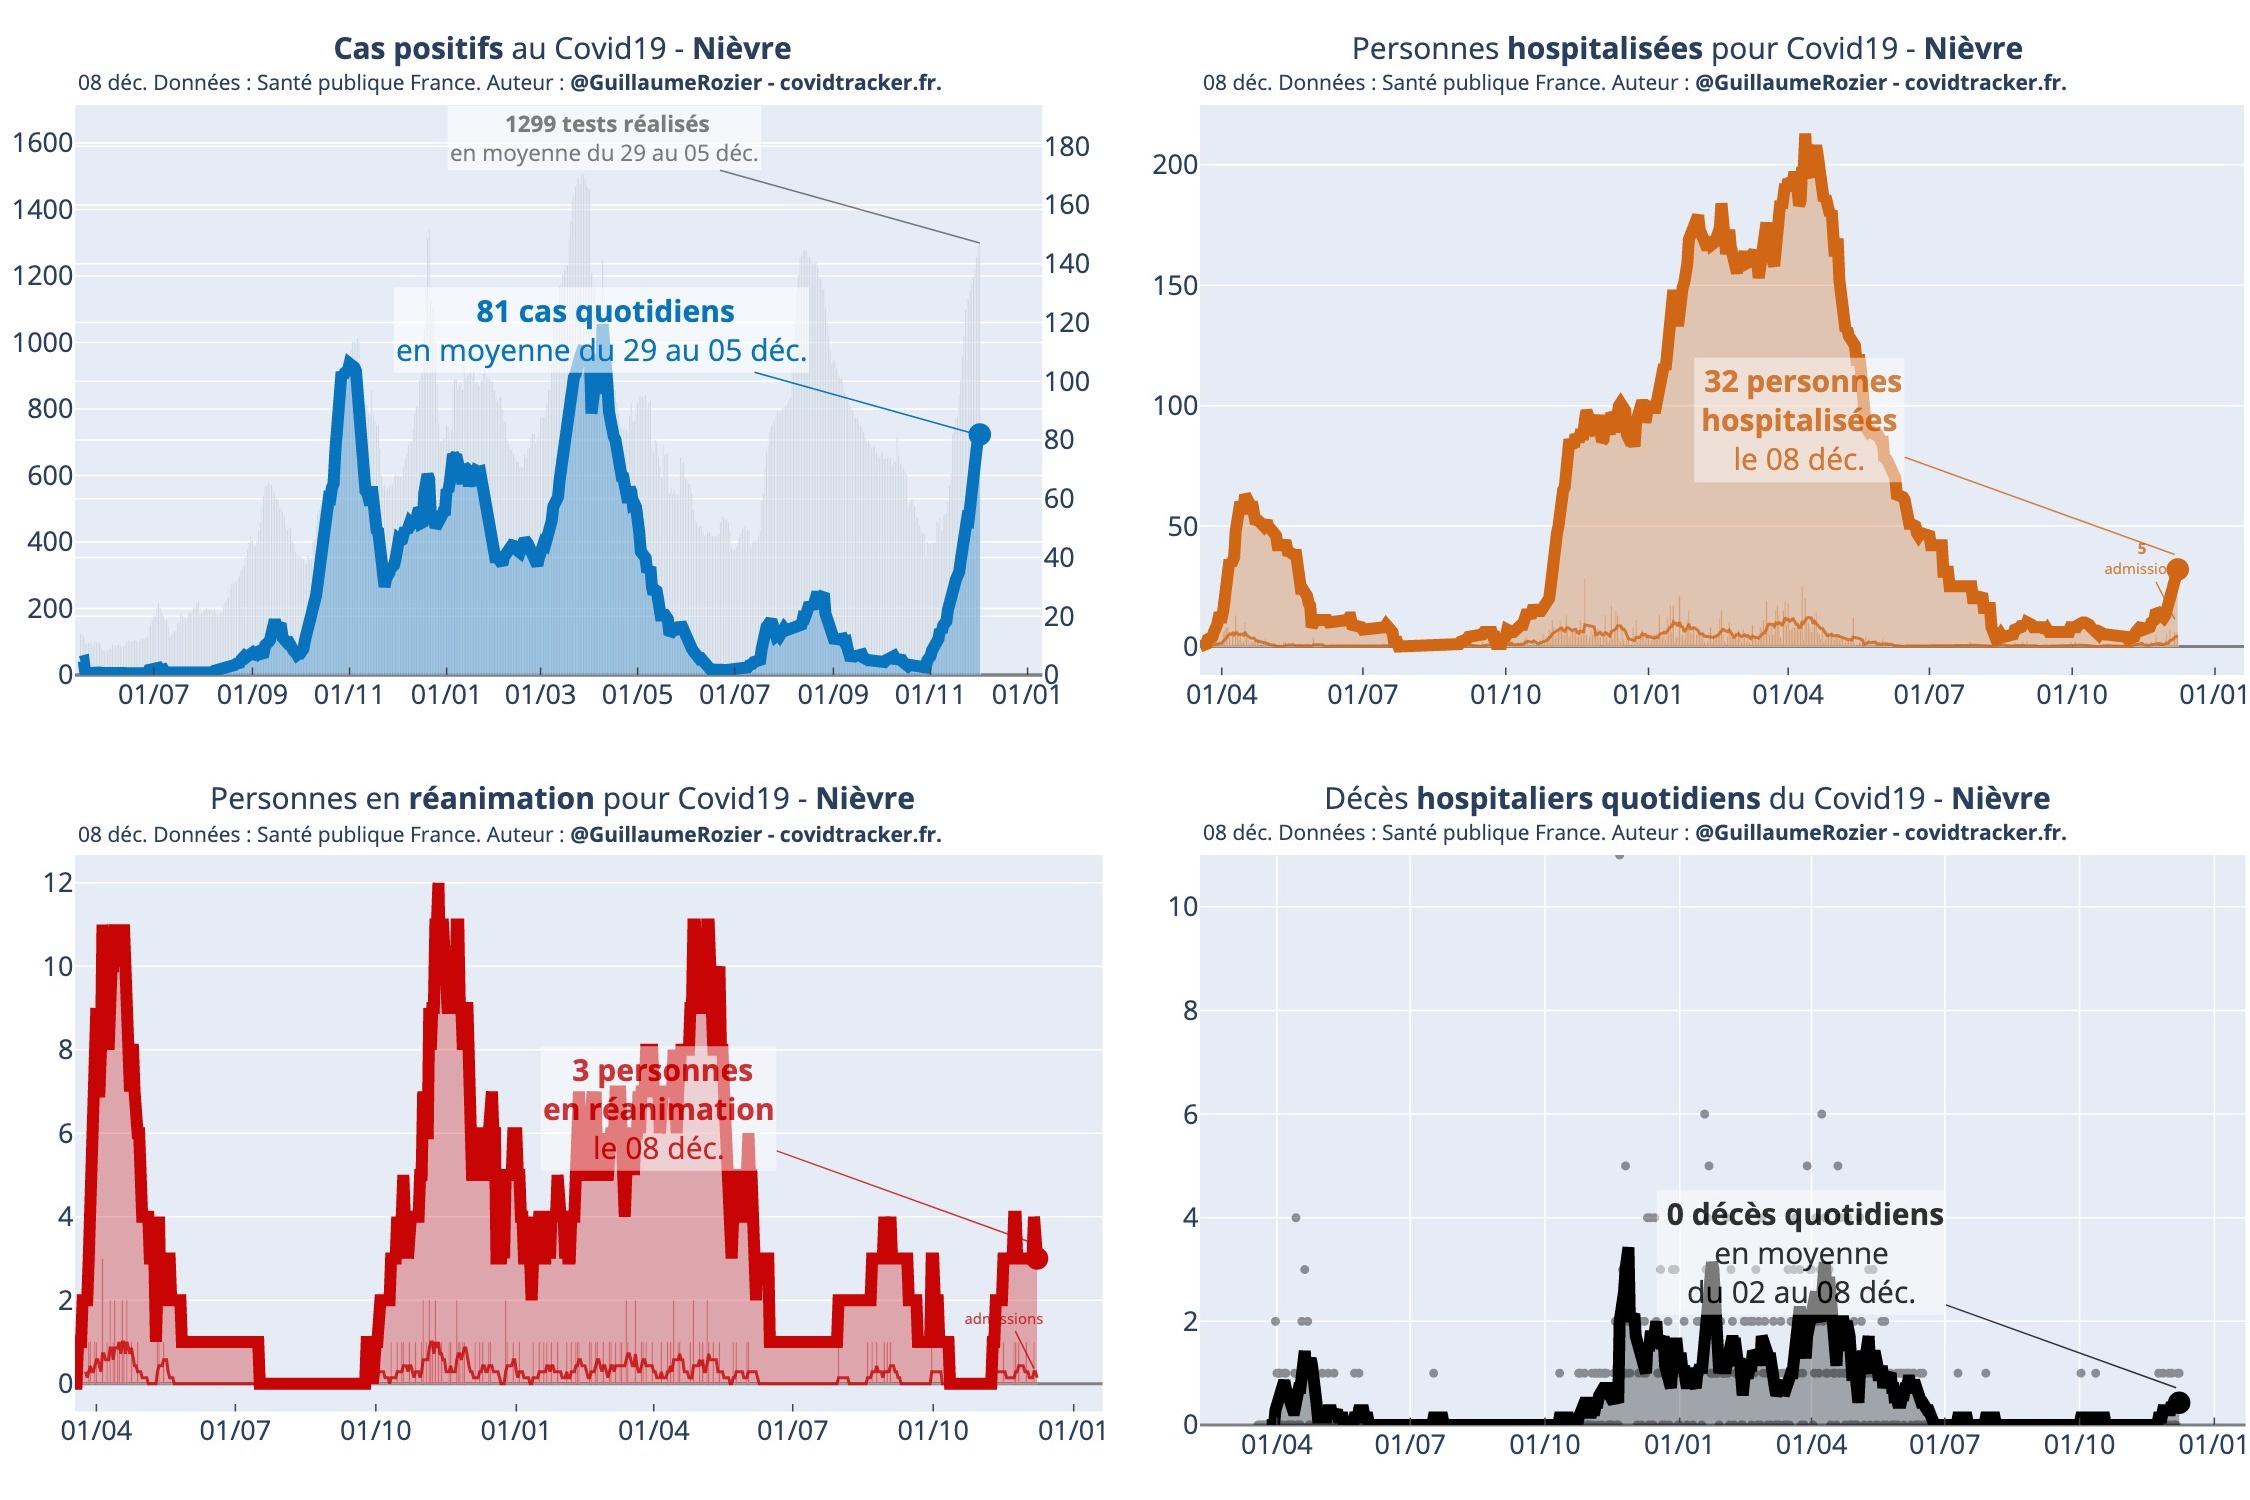 Cas positifs au Covid19 - Nièvre
08 déc. Données : Santé publique France. Auteur : @GuillaumeRozier - covidtracker.fr.
1299 tests réalisés
en moyenne du 29 au 05 déc.
81 cas quotidiens
en moyenne du 29 au 05 déc.
1600
1400
1200
1000
800
600
400
200
0
180
160
140
120
100
80
60
40
20
0
01/07 01/09 01/11 01/01 01/03 01/05 01/07 01/09 01/11 01/01
Personnes hospitalisées pour Covid19 - Nièvre
08 déc. Données : Santé publique France. Auteur : @GuillaumeRozier - covidtracker.fr.
200
150
100
50
0
32 personnes
hospitalisées
le 08 déc.
5
admissio
01/04 01/07 01/10 01/01 01/04 01/07 01/10 01/01
Personnes en réanimation pour Covid19 - Nièvre
08 déc. Données : Santé publique France. Auteur : @GuillaumeRozier - covidtracker.fr.
12
10
8
6
4
2
0
3 personnes
en réanimation
le 08 déc.
admissions
01/04 01/07 01/10 01/01 01/04 01/07 01/10 01/01
Décès hospitaliers quotidiens du Covid19 - Nièvre
08 déc. Données : Santé publique France. Auteur : @GuillaumeRozier - covidtracker.fr.
10
8
6
4
2
0
0 décès quotidiens
en moyenne
du 02 au 08 déc.
01/04 01/07 01/10 01/01 01/04 01/07 01/10 01/01